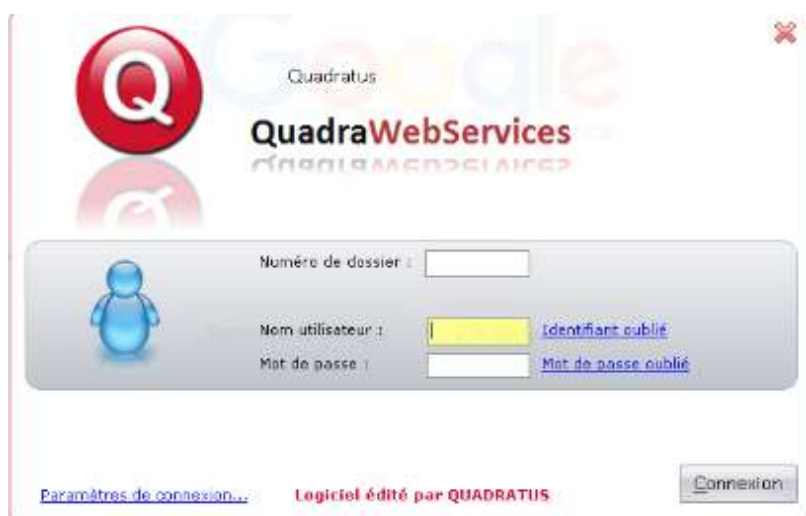 Google
Q
Quadratus
QuadraWebServices
Numéro de dossier :
Nom utilisateur :
Identifiant oublié
Mot de passe :
Mot de passe oublié
Paramètres de connexion...
Logiciel édité par QUADRATUS
Connexion